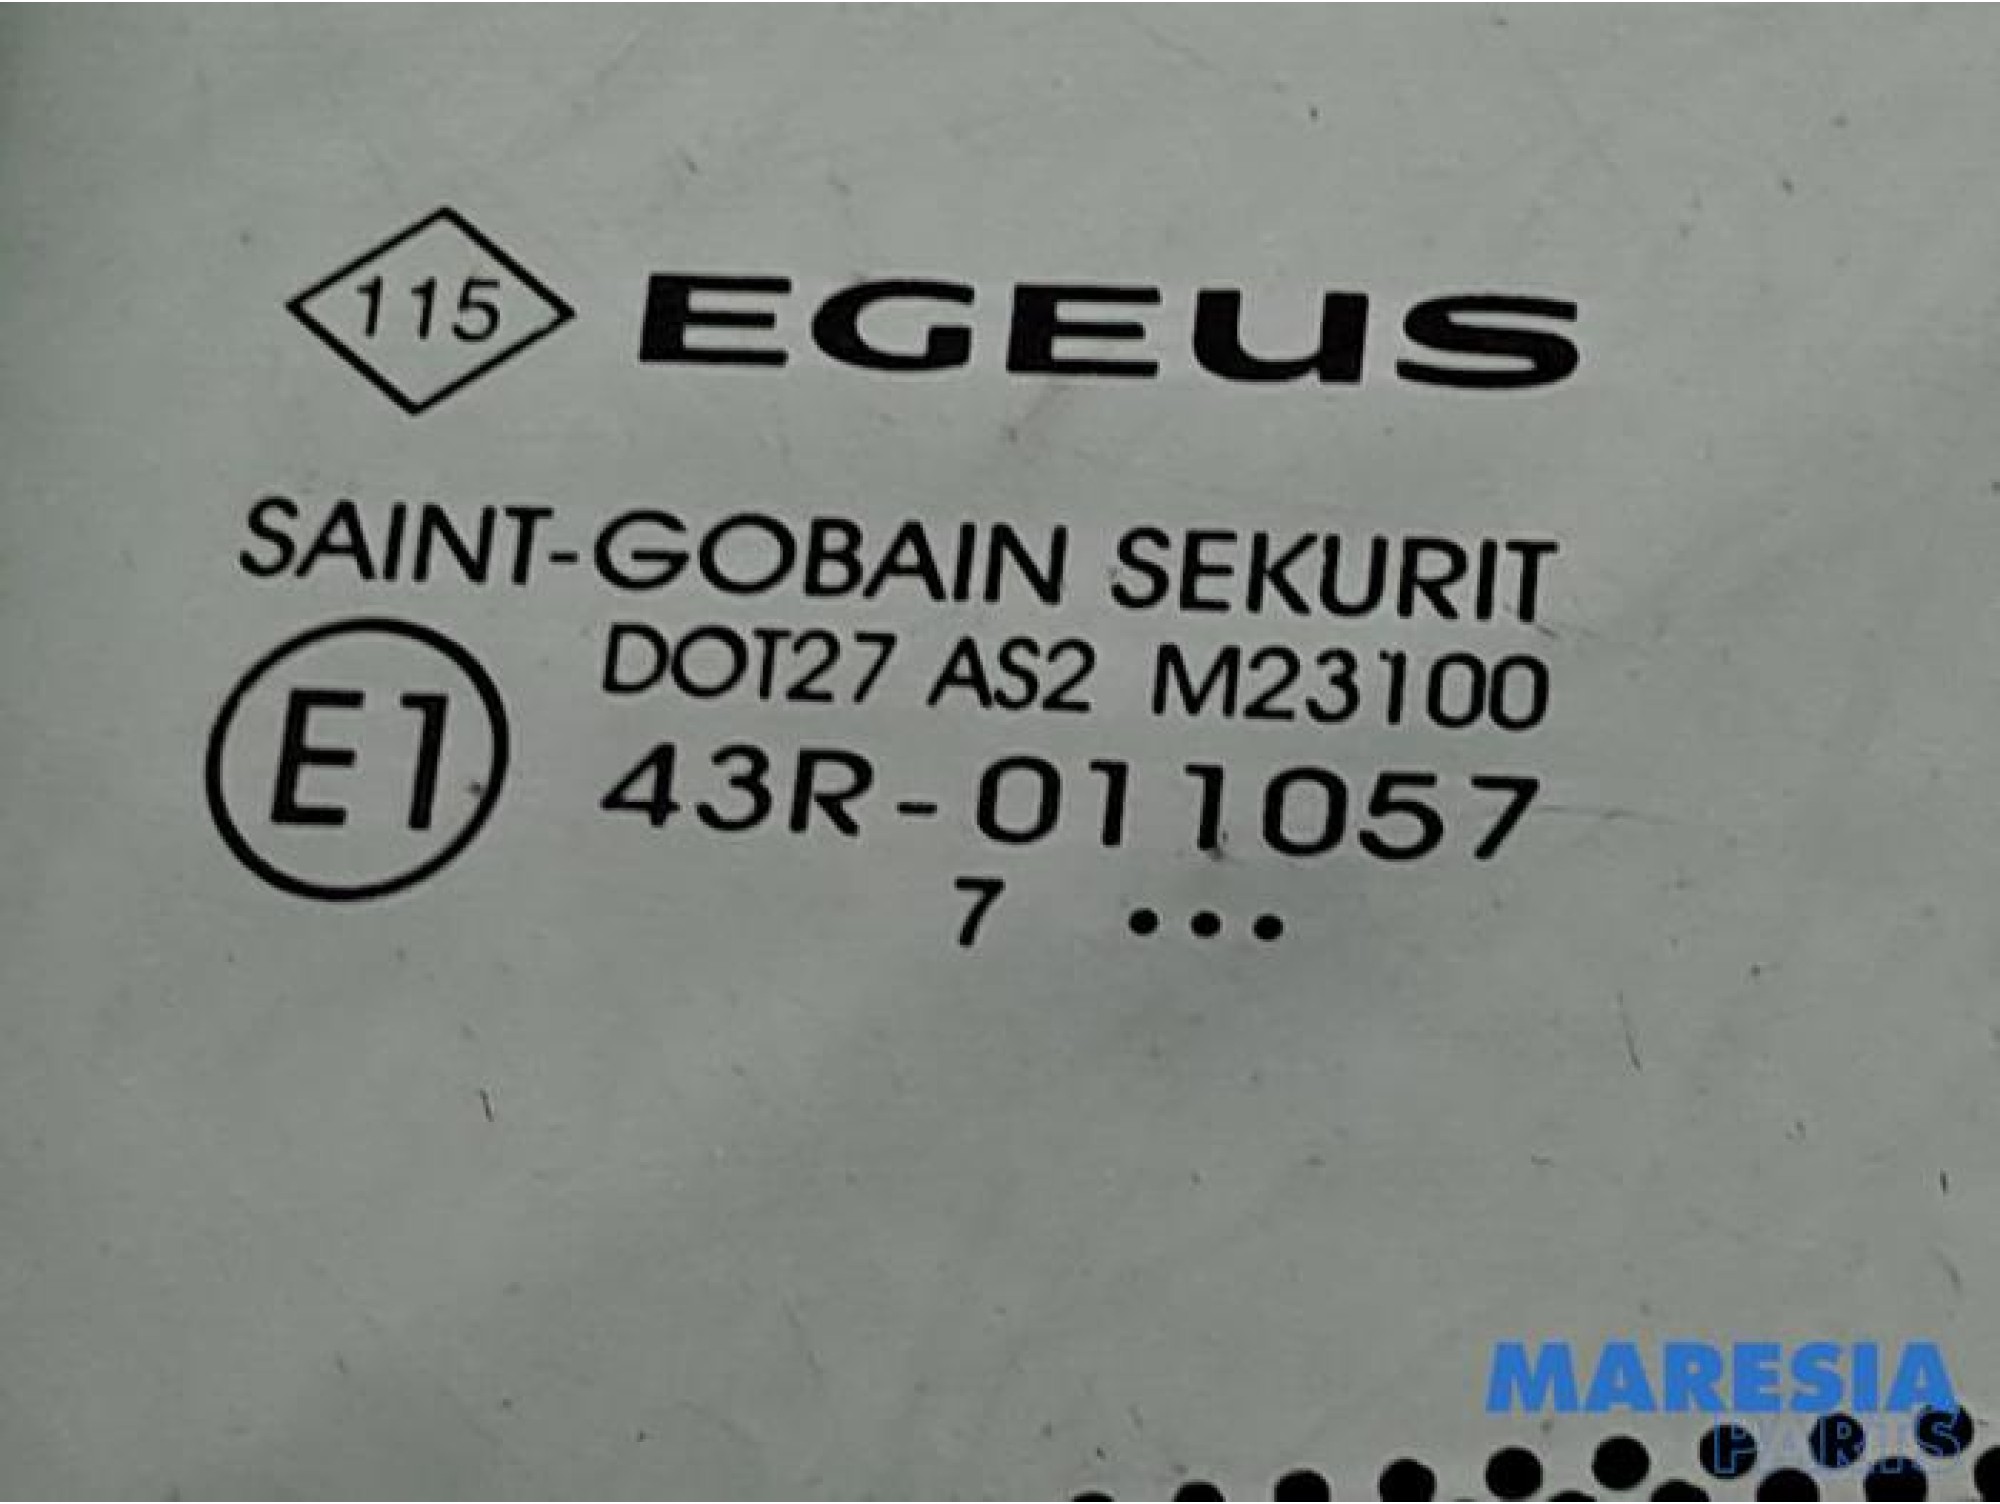 115 EGEUS
SAINT-GOBAIN SEKURIT
DOT27 AS2 M23100
E1 43R-011057
7 •••
MARESIA
PARTS